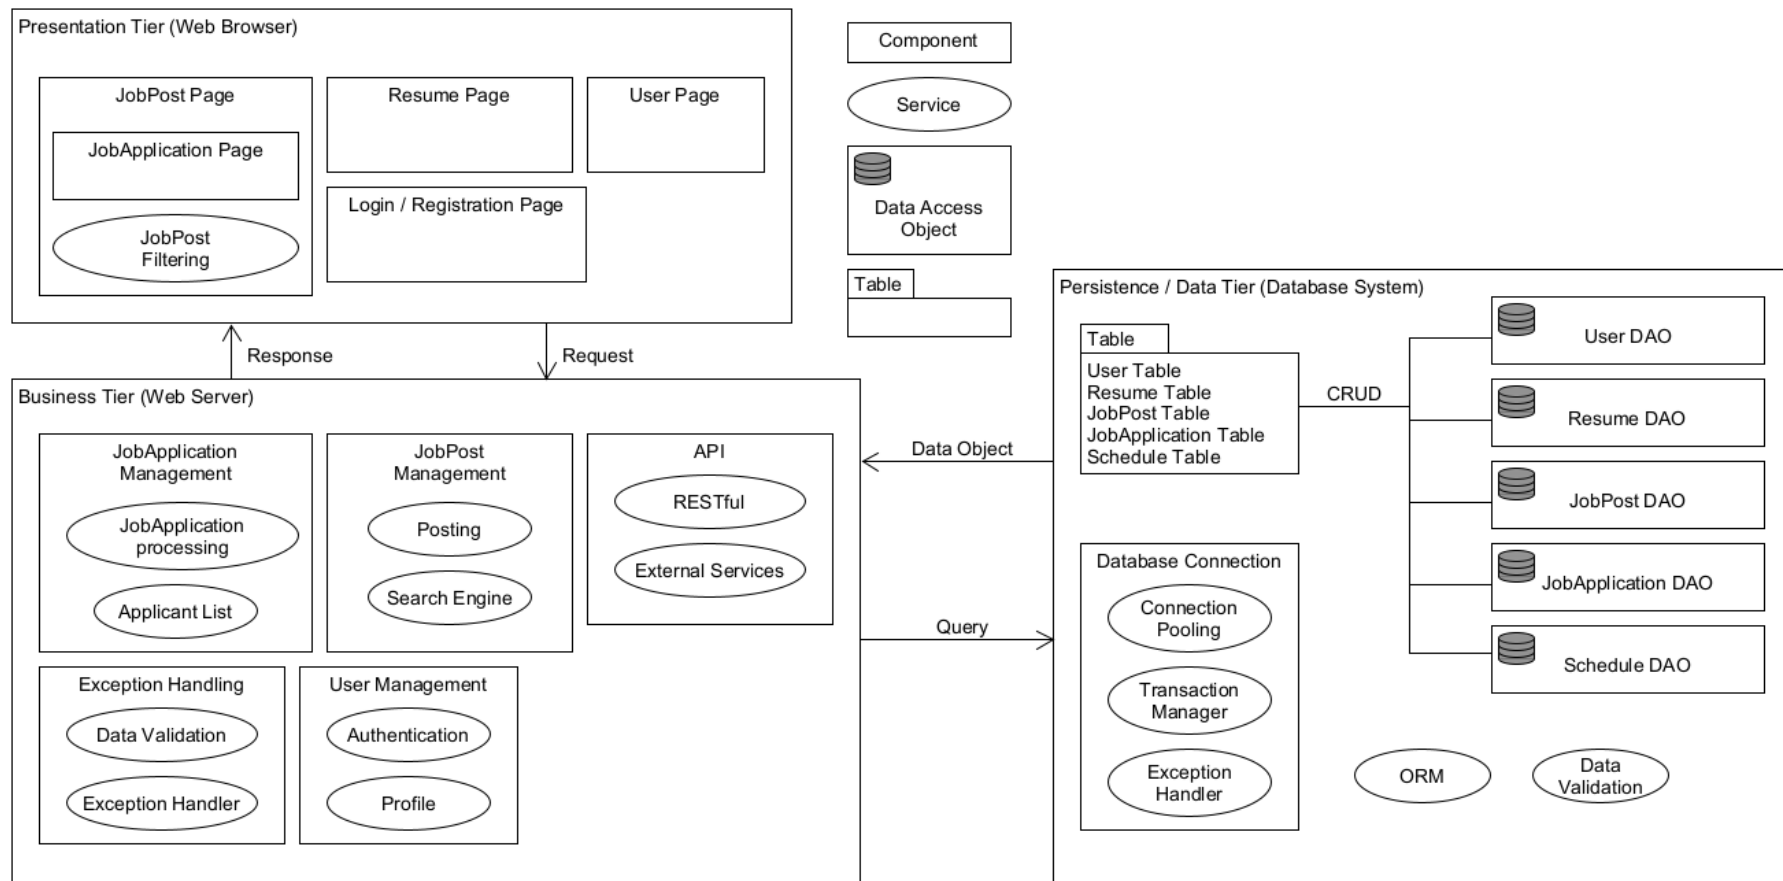 Presentation Tier (Web Browser)
JobPost Page
JobApplication Page
JobPost
Filtering
Resume Page
User Page
Login / Registration Page
Component
Service
Data Access
Object
Table
Response
Request
Business Tier (Web Server)
JobApplication
Management
JobApplication
processing
Applicant List
JobPost
Management
Posting
Search Engine
API
RESTful
External Services
Exception Handling
Data Validation
Exception Handler
User Management
Authentication
Profile
Data Object
Query
Persistence / Data Tier (Database System)
Table
User Table
Resume Table
JobPost Table
JobApplication Table
Schedule Table
CRUD
User DAO
Resume DAO
JobPost DAO
JobApplication DAO
Schedule DAO
Database Connection
Connection
Pooling
Transaction
Manager
Exception
Handler
ORM
Data
Validation